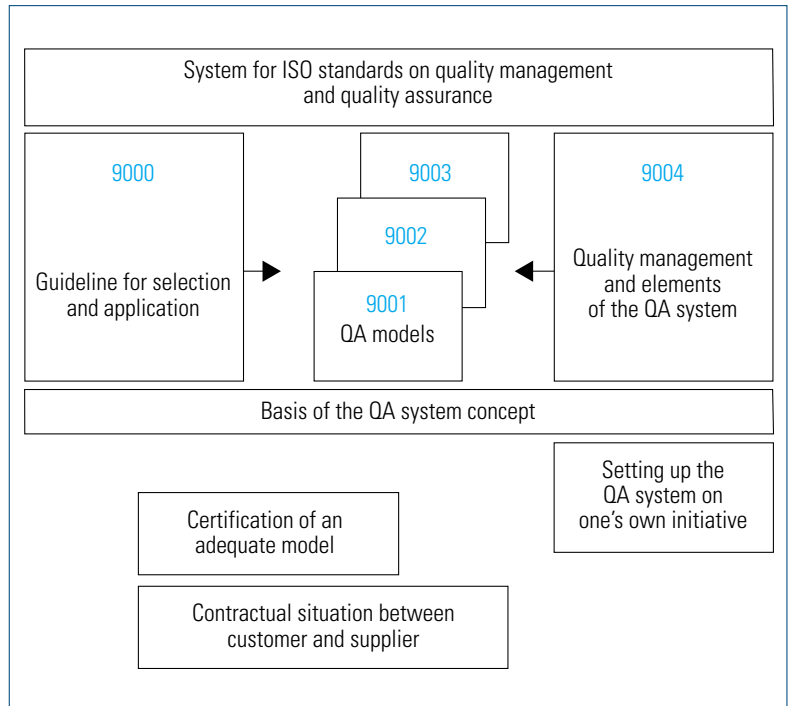 System for ISO standards on quality management
and quality assurance
9000
Guideline for selection
and application
9003
9002
9001
QA models
9004
Quality management
and elements
of the QA system
Basis of the QA system concept
Setting up the
QA system on
one's own initiative
Certification of an
adequate model
Contractual situation between
customer and supplier